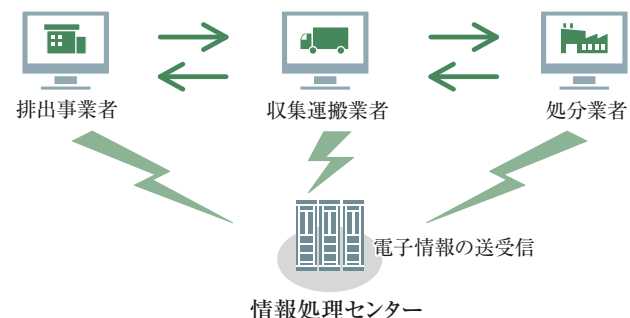 排出事業者
収集運搬業者
処分業者
電子情報の送受信
情報処理センター